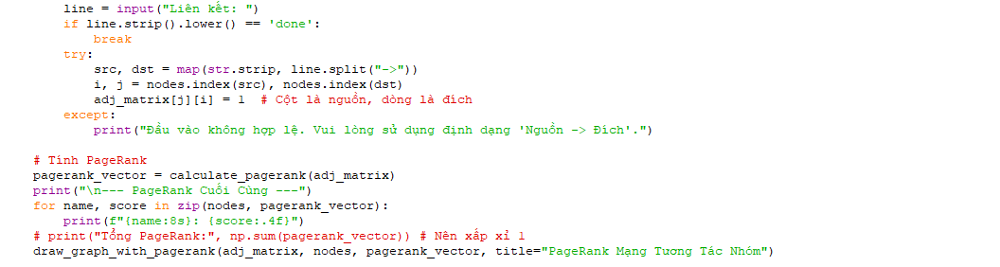 line = input("Liên kết: ")
if line.strip().lower() == 'done':
break
try:
src, dst = map(str.strip, line.split("->"))
i, j = nodes.index(src), nodes.index(dst)
adj_matrix[j][i] = 1  # Cột là nguồn, dòng là đích
except:
print("Đầu vào không hợp lệ. Vui lòng sử dụng định dạng 'Nguồn -> Đích'.")
# Tính PageRank
pagerank_vector = calculate_pagerank(adj_matrix)
print("\n--- PageRank Cuối Cùng ---")
for name, score in zip(nodes, pagerank_vector):
print(f"{name:8s}: {score:.4f}")
# print("Tổng PageRank:", np.sum(pagerank_vector)) # Nên xấp xỉ 1
draw_graph_with_pagerank(adj_matrix, nodes, pagerank_vector, title="PageRank Mạng Tương Tác Nhóm")